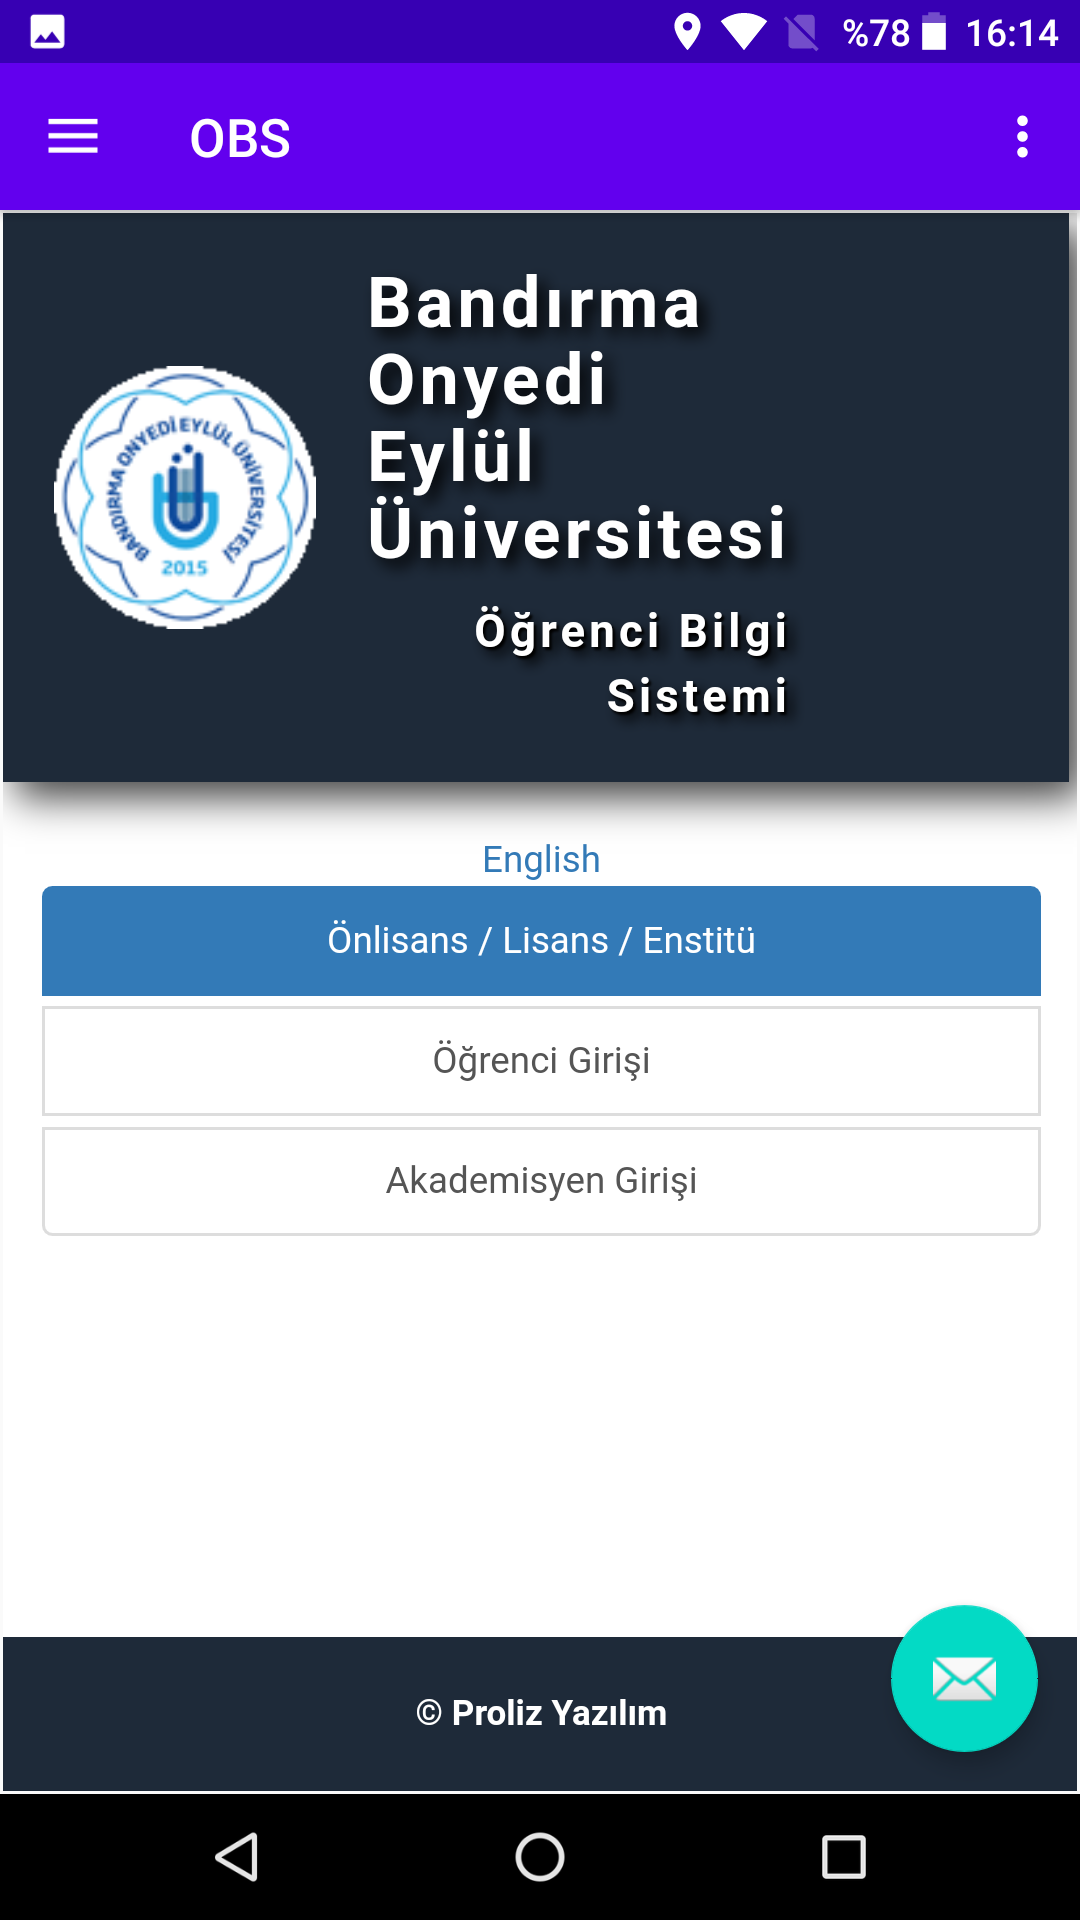 %78 16:14
OBS
Bandırma
Onyedi
Eylül
Üniversitesi
BANDIRMA ONYEDİ EYLÜL ÜNİVERSİTESİ
2015
Öğrenci Bilgi
Sistemi
English
Önlisans / Lisans / Enstitü
Öğrenci Girişi
Akademisyen Girişi
© Proliz Yazılım